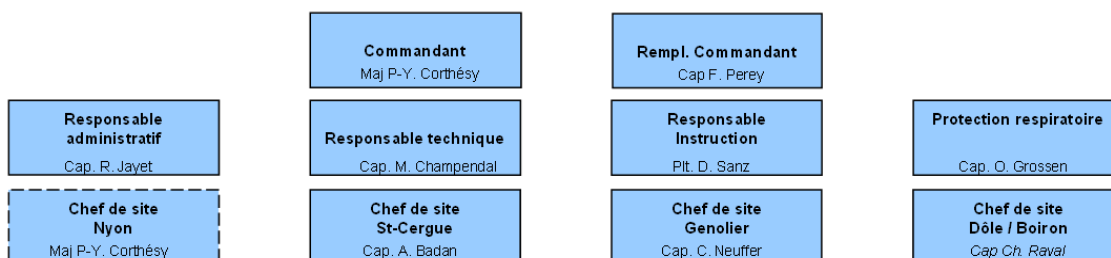 Commandant
Maj P-Y. Corthésy
Rempl. Commandant
Cap F. Perey
Responsable
administratif
Cap. R. Jayet
Responsable technique
Cap. M. Champendal
Responsable
Instruction
Plt. D. Sanz
Protection respiratoire
Cap. O. Grossen
Chef de site
Nyon
Maj P-Y. Corthésy
Chef de site
St-Cergue
Cap. A. Badan
Chef de site
Genolier
Cap. C. Neuffer
Chef de site
Dôle / Boiron
Cap Ch. Raval